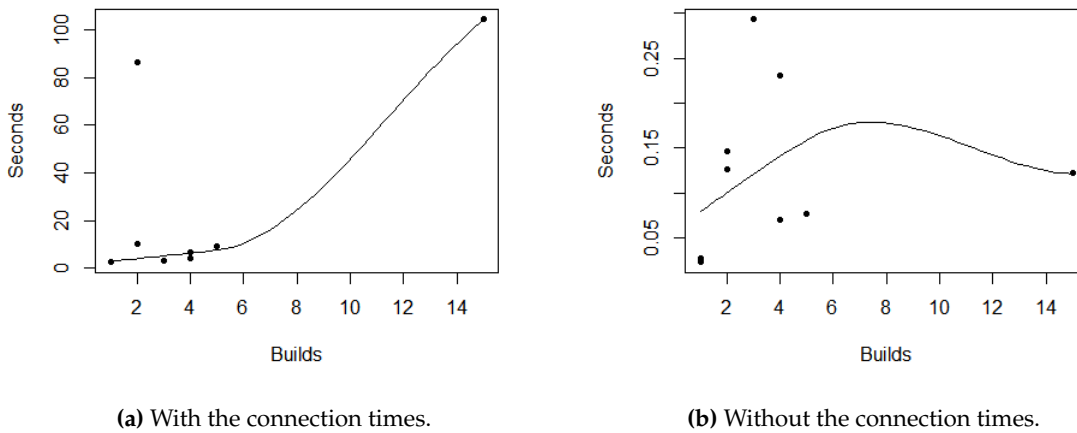 Seconds
0 20 40 60 80 100
2 4 6 8 10 12 14
Builds
(a) With the connection times.
Seconds
0.05 0.15 0.25
2 4 6 8 10 12 14
Builds
(b) Without the connection times.